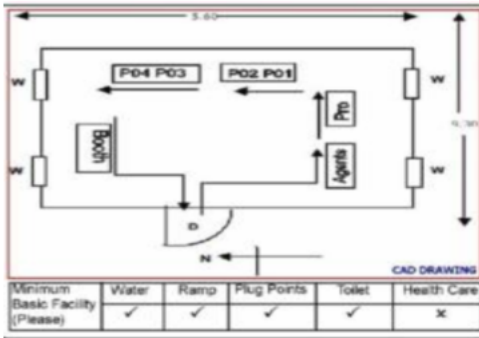 5.60
W
P04 P03
P02 P01
W
Pro
Booth
W
Agents
W
D
N
CAD DRAWING
Minimum Basic Facility (Please)
Water
Ramp
Plug Points
Toilet
Health Care
✓
✓
✓
✓
x